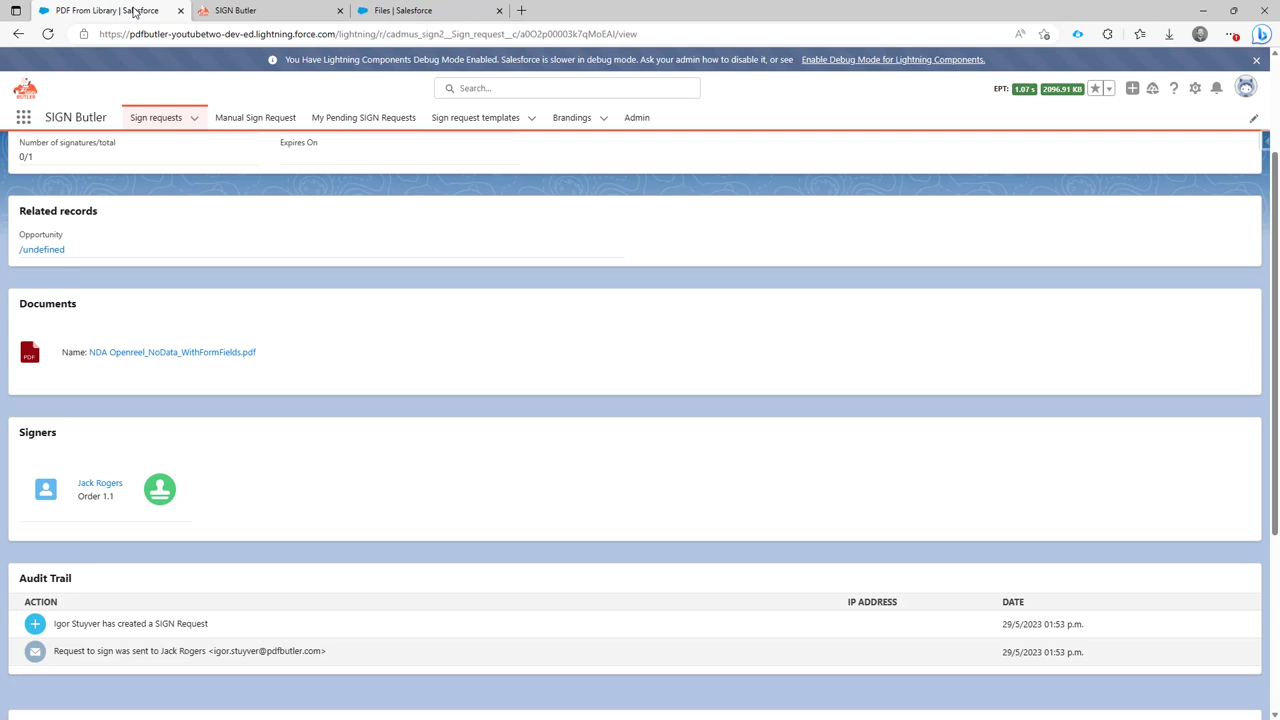 PDF From Library | Salesforce
SIGN Butler
Files | Salesforce
https://pdfbutler-youtubetwo-dev-ed.lightning.force.com/lightning/r/cadmus_sign2__Sign_request__c/a0O2p00003k7qMoEAI/view
You Have Lightning Components Debug Mode Enabled. Salesforce is slower in debug mode. Ask your admin how to disable it, or see Enable Debug Mode for Lightning Components.
BUTLER
Search...
EPT: 1.07 s 2096.91 KB
SIGN Butler
Sign requests
Manual Sign Request
My Pending SIGN Requests
Sign request templates
Brandings
Admin
Number of signatures/total
Expires On
0/1
Related records
Opportunity
/undefined
Documents
PDF
Name: NDA Openreel_NoData_WithFormFields.pdf
Signers
Jack Rogers
Order 1.1
Audit Trail
ACTION
IP ADDRESS
DATE
Igor Stuyver has created a SIGN Request
29/5/2023 01:53 p.m.
Request to sign was sent to Jack Rogers <igor.stuyver@pdfbutler.com>
29/5/2023 01:53 p.m.